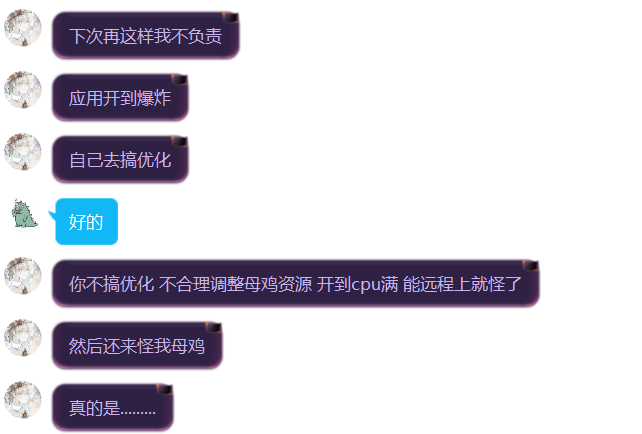 下次再这样我不负责
应用开到爆炸
自己去搞优化
好的
你不搞优化 不合理调整母鸡资源 开到cpu满 能远程上就怪了
然后还来怪我母鸡
真的是.........